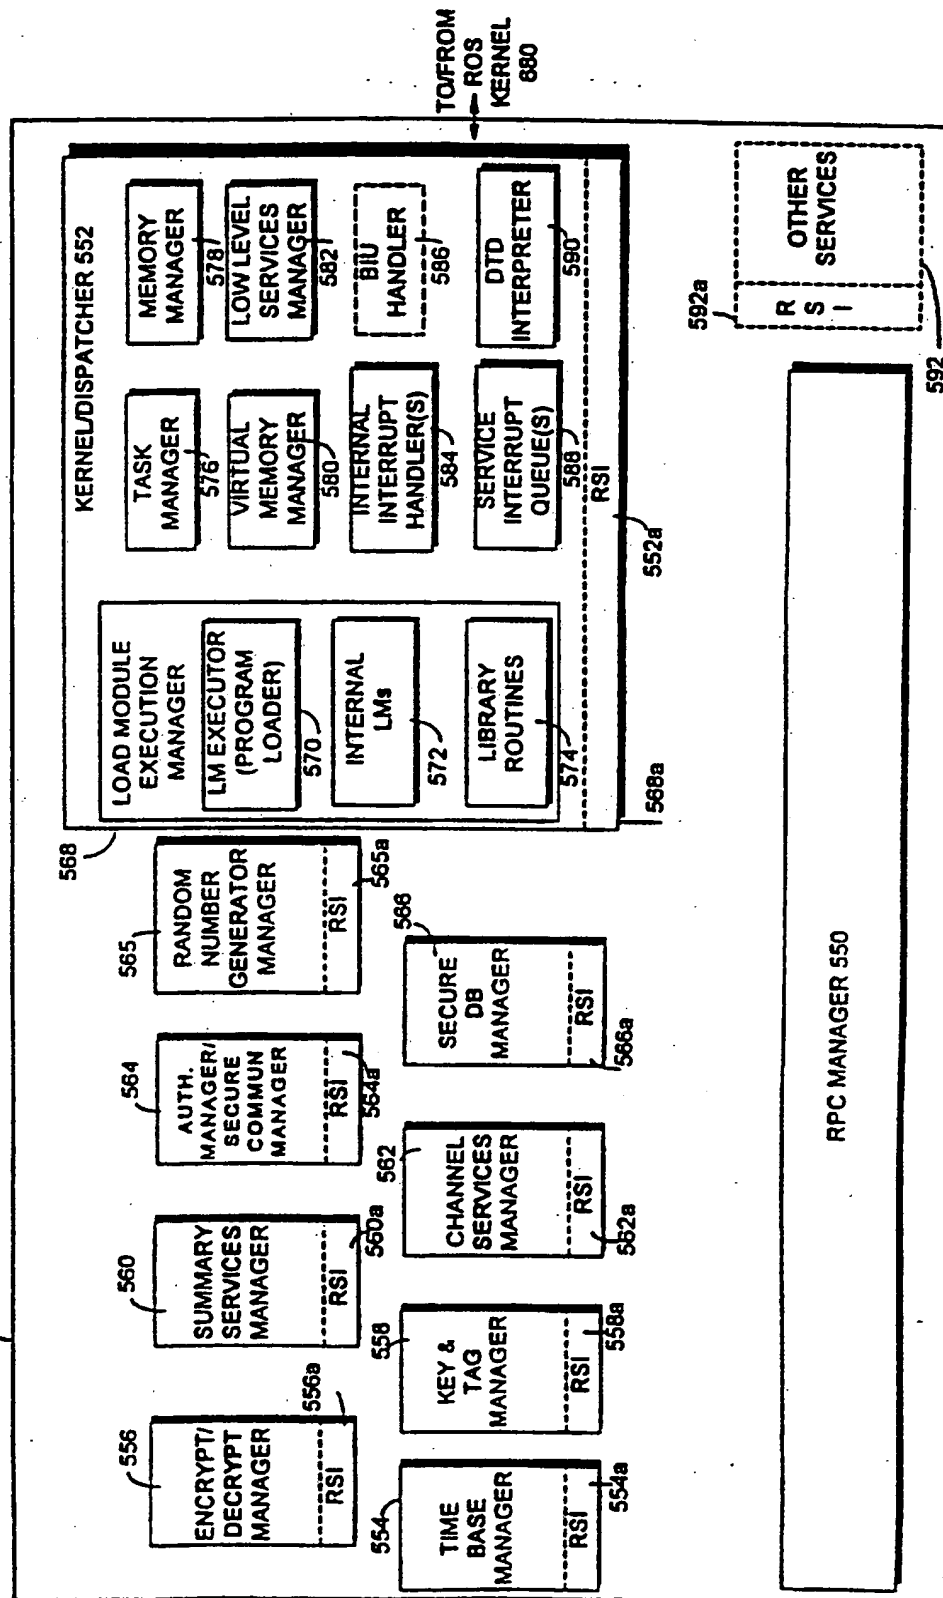 TO/FROM
ROS
KERNEL
680
KERNEL/DISPATCHER 552
LOAD MODULE
EXECUTION
MANAGER
568
LM EXECUTOR
(PROGRAM
LOADER)
570
INTERNAL
LMs
572
LIBRARY
ROUTINES
574
568a
TASK
MANAGER
576
VIRTUAL
MEMORY
MANAGER
580
INTERNAL
INTERRUPT
HANDLER(S)
584
SERVICE
INTERRUPT
QUEUE(S)
588
MEMORY
MANAGER
578
LOW LEVEL
SERVICES
MANAGER
582
BIU
HANDLER
586
DTD
INTERPRETER
590
RSI
552a
556
ENCRYPT/
DECRYPT
MANAGER
RSI
556a
560
SUMMARY
SERVICES
MANAGER
RSI
560a
564
AUTH.
MANAGER/
SECURE
COMMUN
MANAGER
RSI
564a
565
RANDOM
NUMBER
GENERATOR
MANAGER
RSI
565a
554
TIME
BASE
MANAGER
RSI
554a
558
KEY &
TAG
MANAGER
RSI
558a
562
CHANNEL
SERVICES
MANAGER
RSI
562a
566
SECURE
DB
MANAGER
RSI
566a
RPC MANAGER 550
592a
RSI
OTHER
SERVICES
592